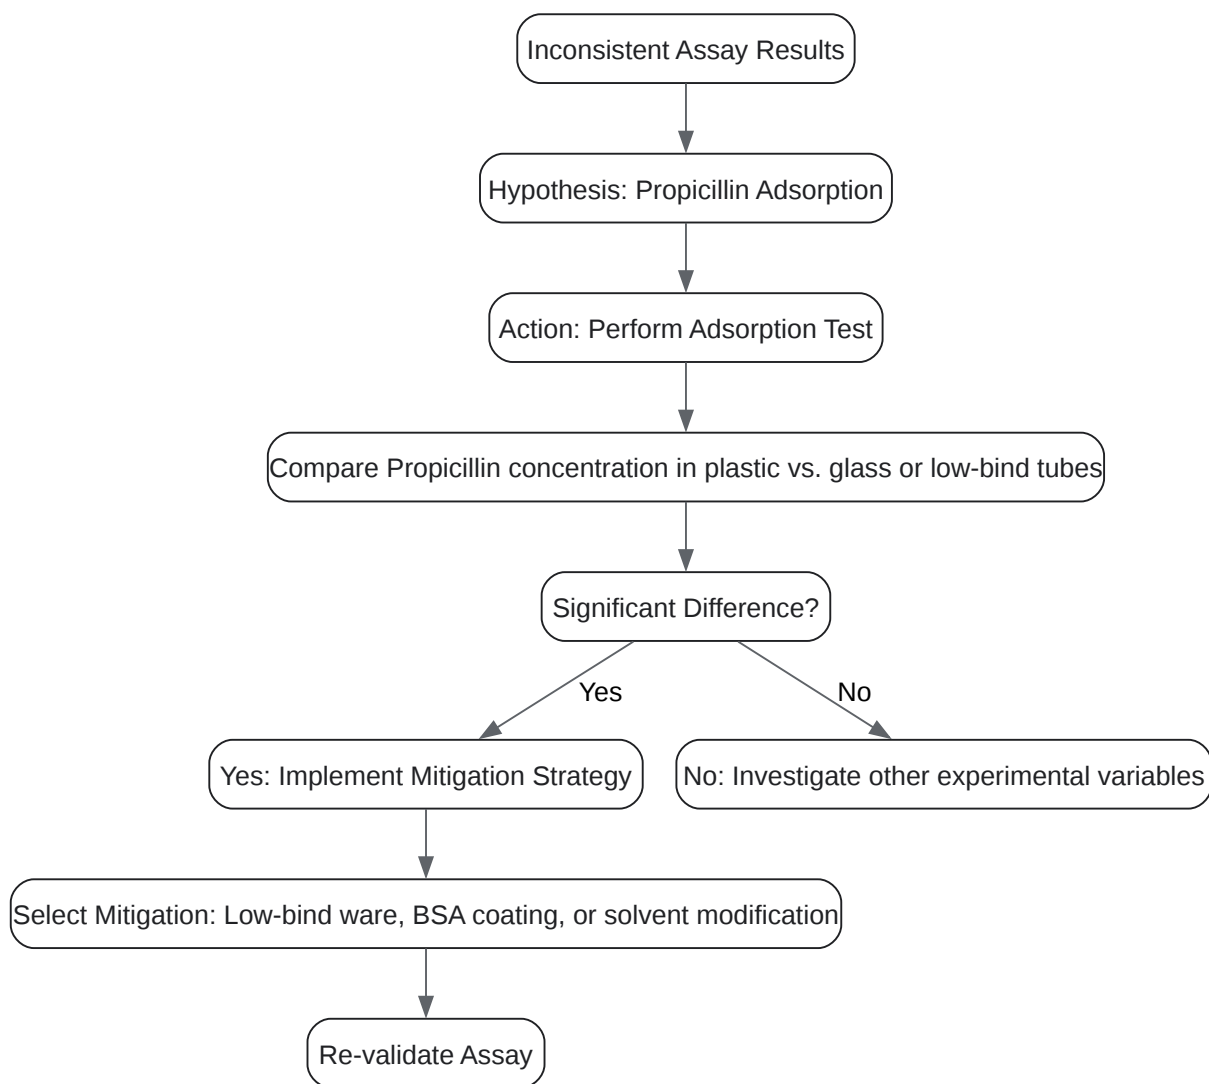 Inconsistent Assay Results
Hypothesis: Propicillin Adsorption
Action: Perform Adsorption Test
Compare Propicillin concentration in plastic vs. glass or low-bind tubes
Significant Difference?
Yes
No
Yes: Implement Mitigation Strategy
No: Investigate other experimental variables
Select Mitigation: Low-bind ware, BSA coating, or solvent modification
Re-validate Assay